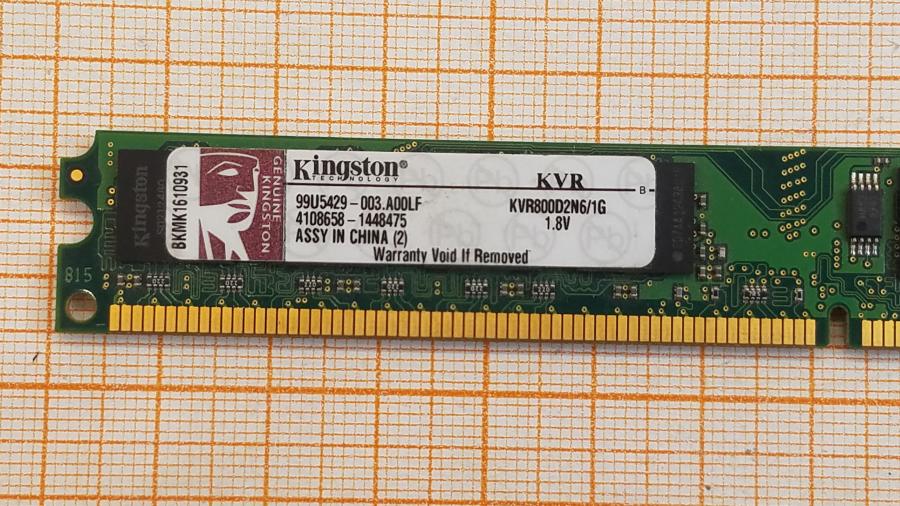 Kingston
BKMK1610931
GENUINE
KINGSTON
Kingston®
TECHNOLOGY
KVR
B-
99U5429-003.A00LF
KVR800D2N6/1G
4108658-1448475
1.8V
ASSY IN CHINA (2)
Warranty Void If Removed
815